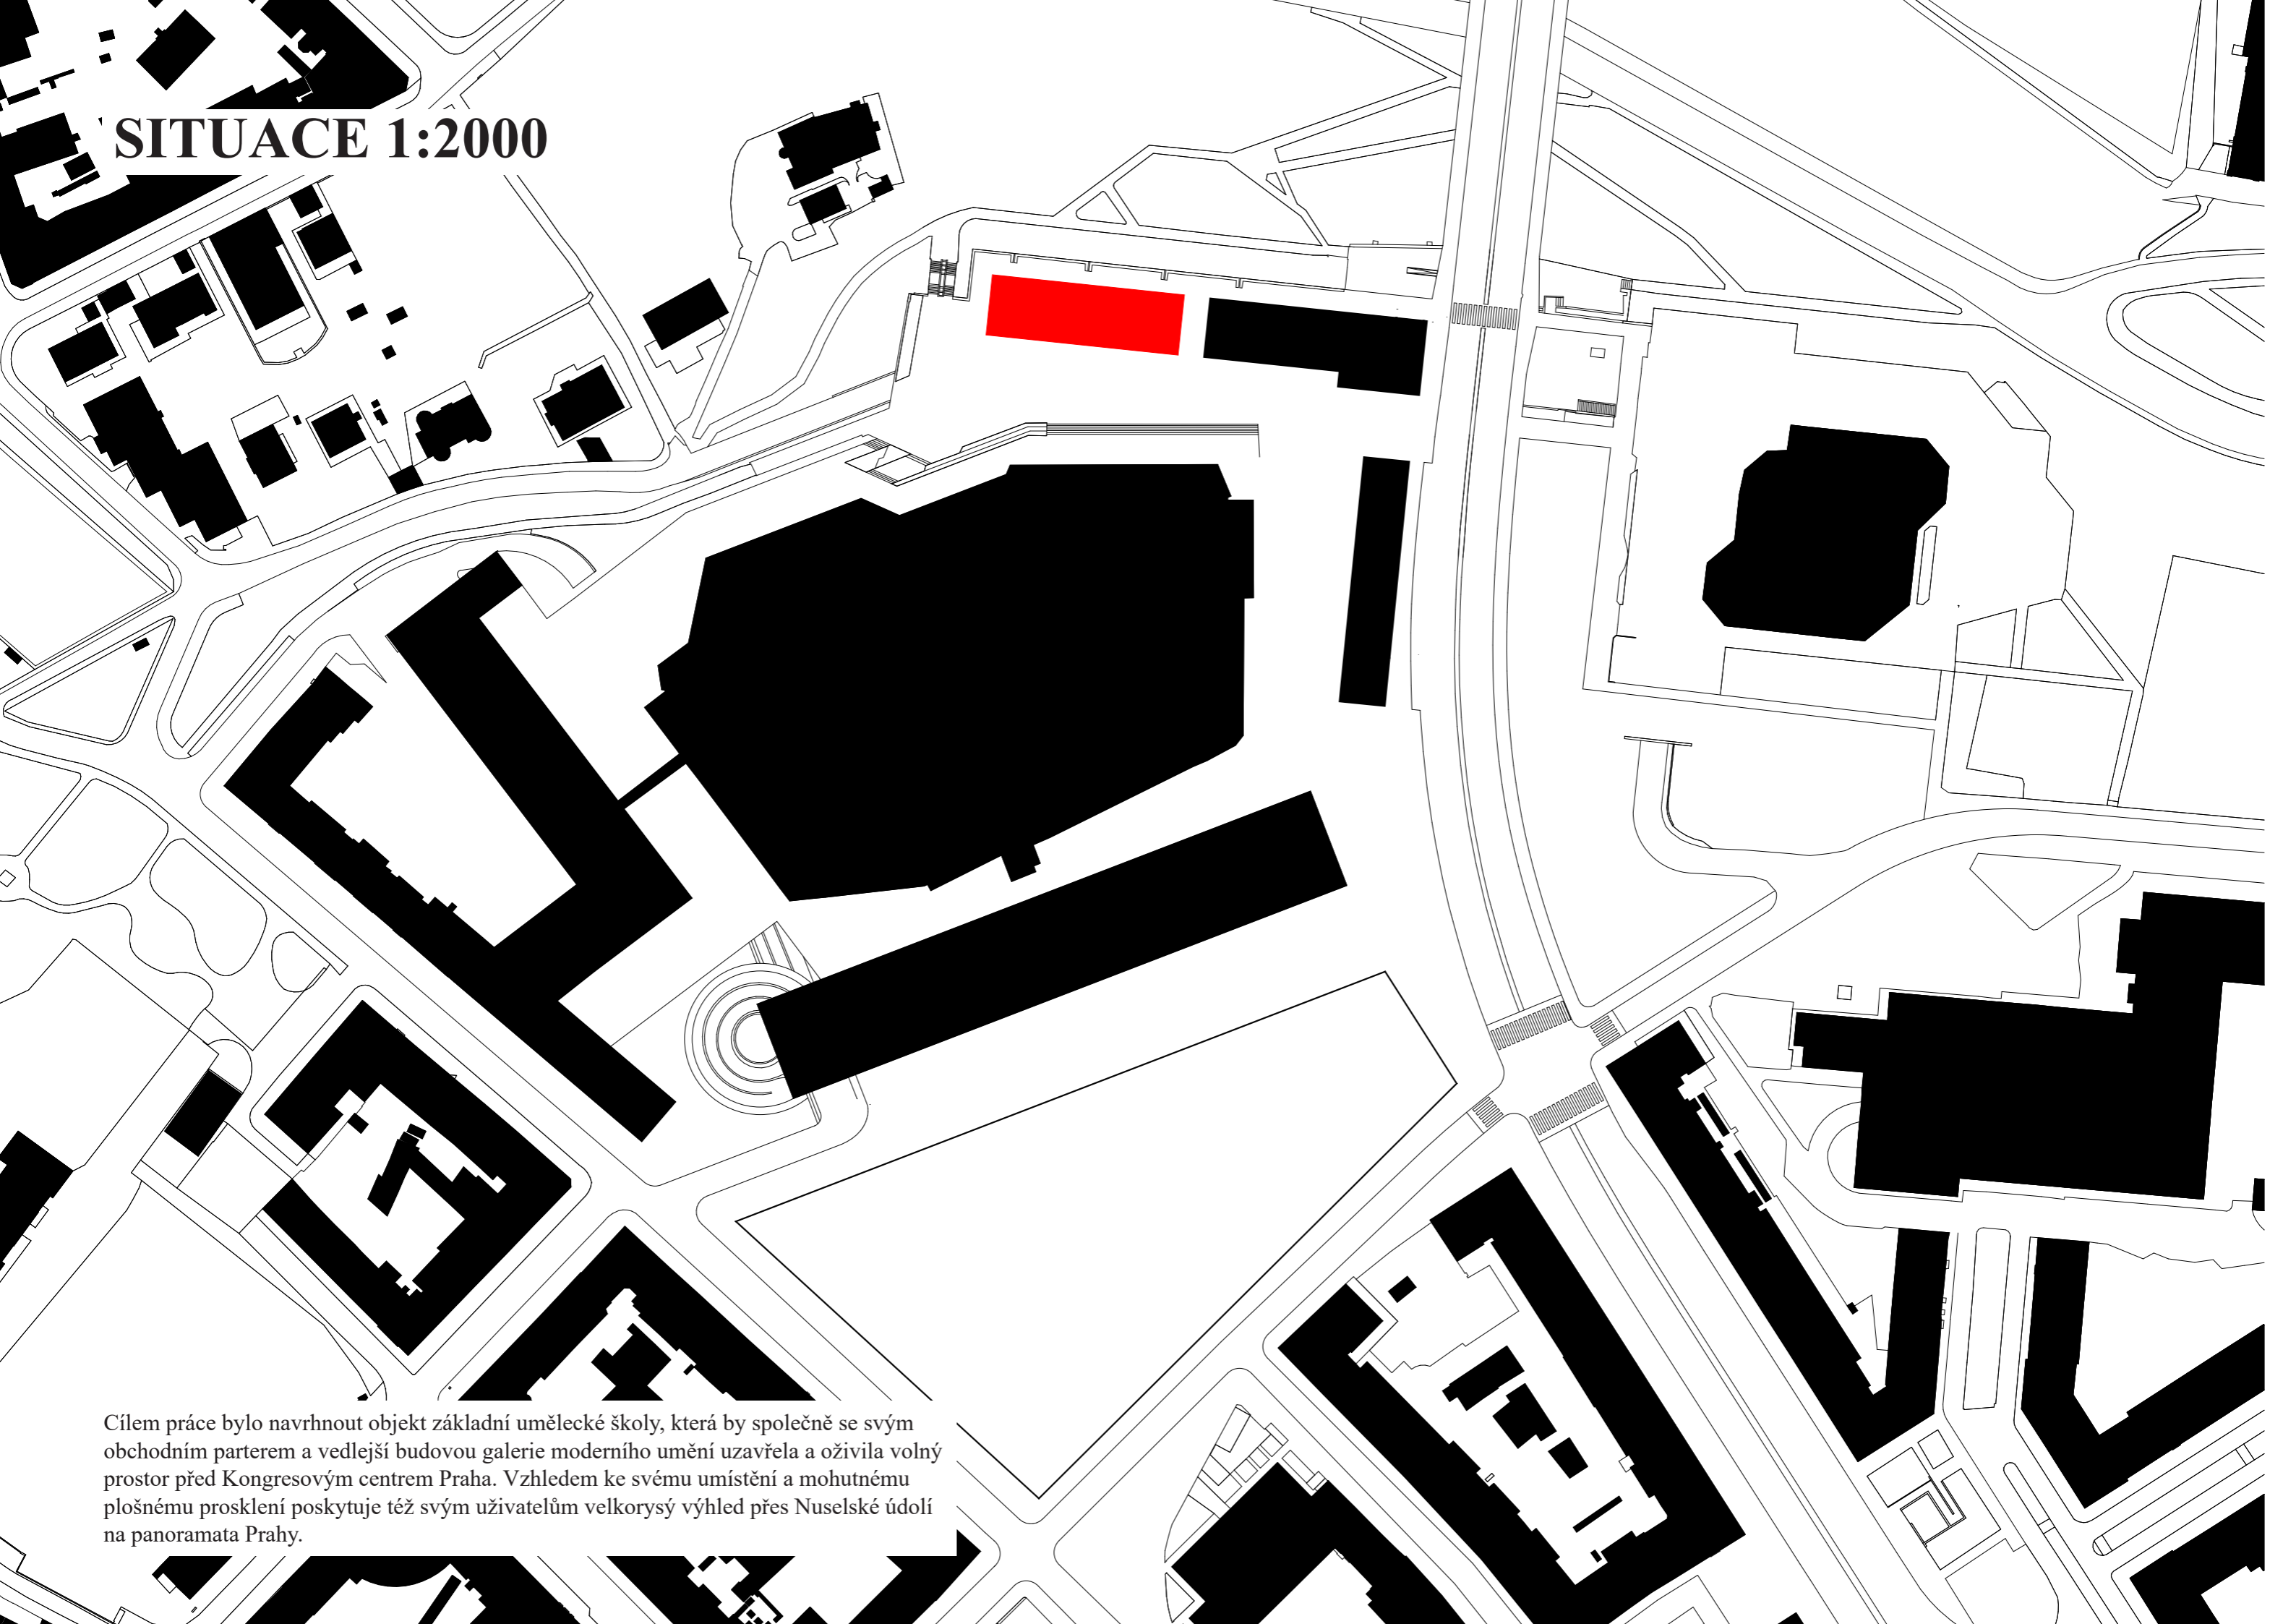 SITUACE 1:2000
Cílem práce bylo navrhnout objekt základní umělecké školy, která by společně se svým
obchodním parterem a vedlejší budovou galerie moderního umění uzavřela a oživila volný
prostor před Kongresovým centrem Praha. Vzhledem ke svému umístění a mohutnému
plošnému prosklení poskytuje též svým uživatelům velkorysý výhled přes Nuselské údolí
na panoramata Prahy.